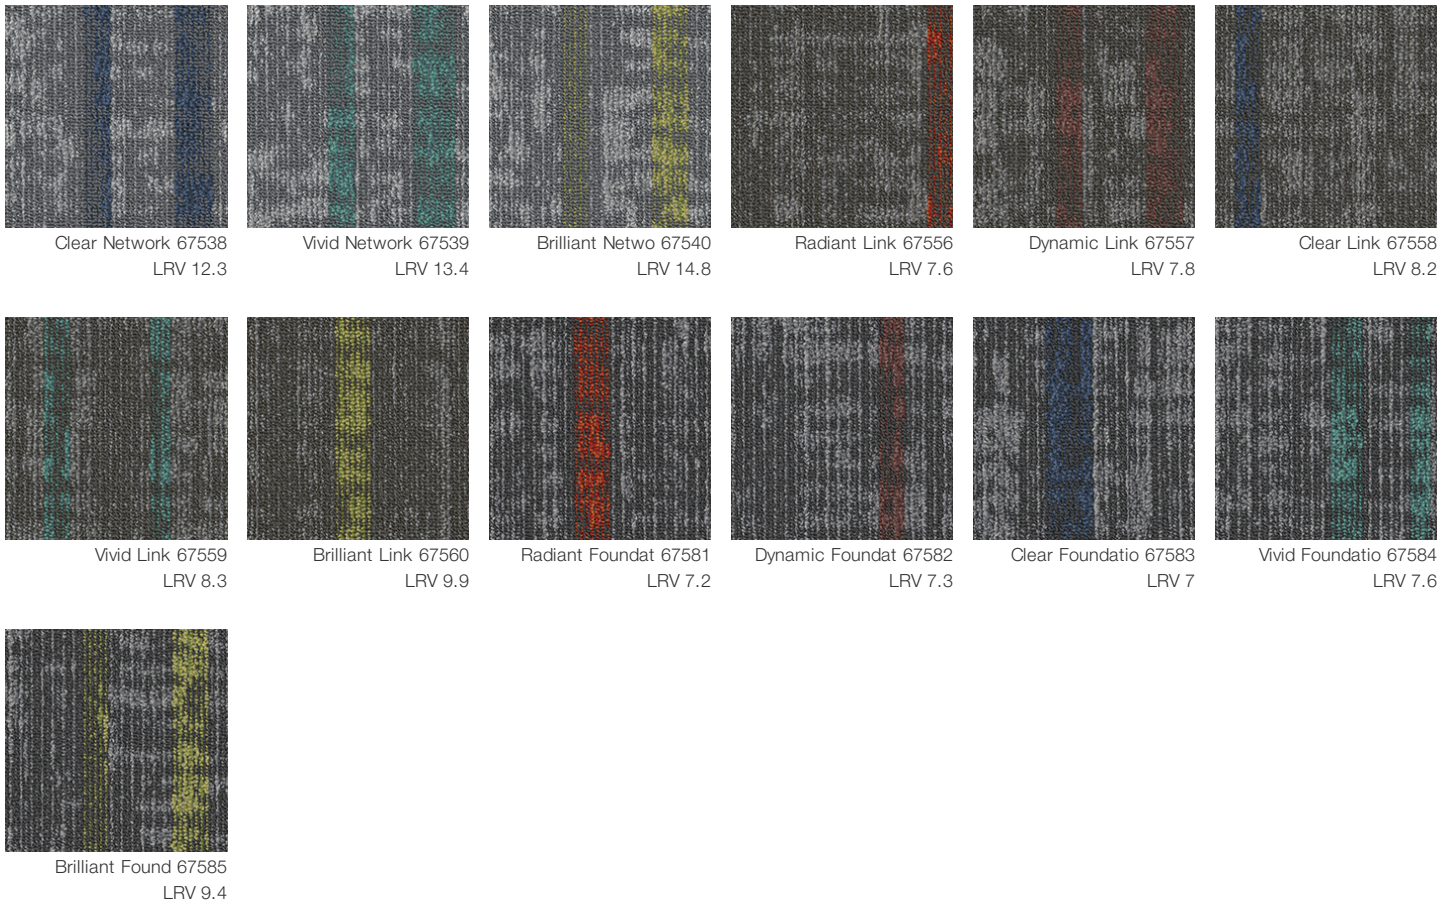 Clear Network 67538
LRV 12.3
Vivid Network 67539
LRV 13.4
Brilliant Netwo 67540
LRV 14.8
Radiant Link 67556
LRV 7.6
Dynamic Link 67557
LRV 7.8
Clear Link 67558
LRV 8.2
Vivid Link 67559
LRV 8.3
Brilliant Link 67560
LRV 9.9
Radiant Foundat 67581
LRV 7.2
Dynamic Foundat 67582
LRV 7.3
Clear Foundatio 67583
LRV 7
Vivid Foundatio 67584
LRV 7.6
Brilliant Found 67585
LRV 9.4